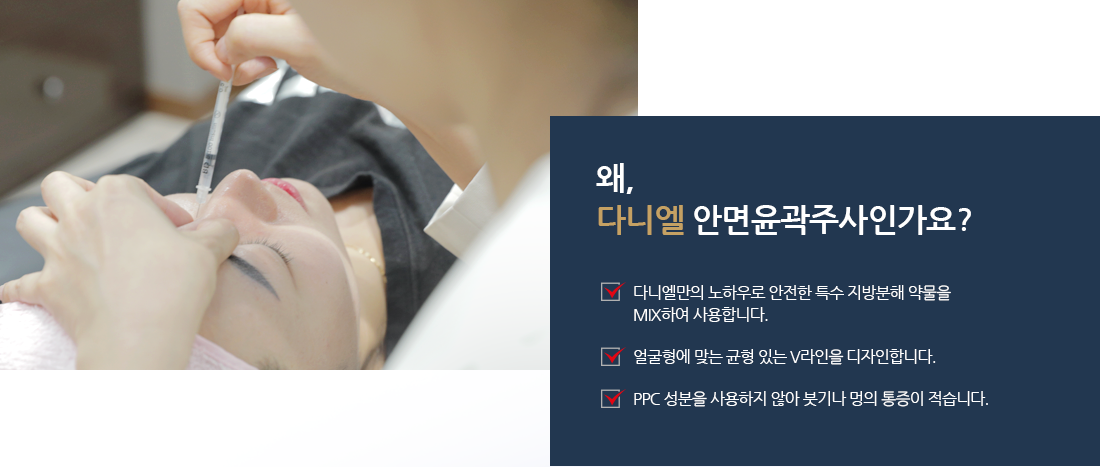 왜,
다니엘 안면윤곽주사인가요?
다니엘만의 노하우로 안전한 특수 지방분해 약물을
MIX하여 사용합니다.
얼굴형에 맞는 균형 있는 V라인을 디자인합니다.
PPC 성분을 사용하지 않아 붓기나 멍의 통증이 적습니다.